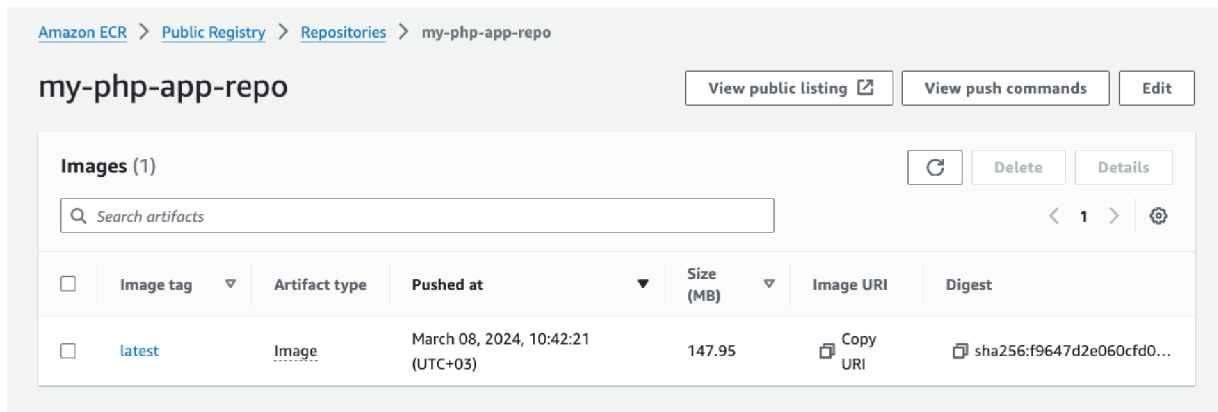 Amazon ECR > Public Registry > Repositories > my-php-app-repo
my-php-app-repo
View public listing
View push commands
Edit
Images (1)
Delete
Details
Search artifacts
1
Image tag
Artifact type
Pushed at
Size
(MB)
Image URI
Digest
latest
Image
March 08, 2024, 10:42:21
(UTC+03)
147.95
Copy
URI
sha256:f9647d2e060cfd0...